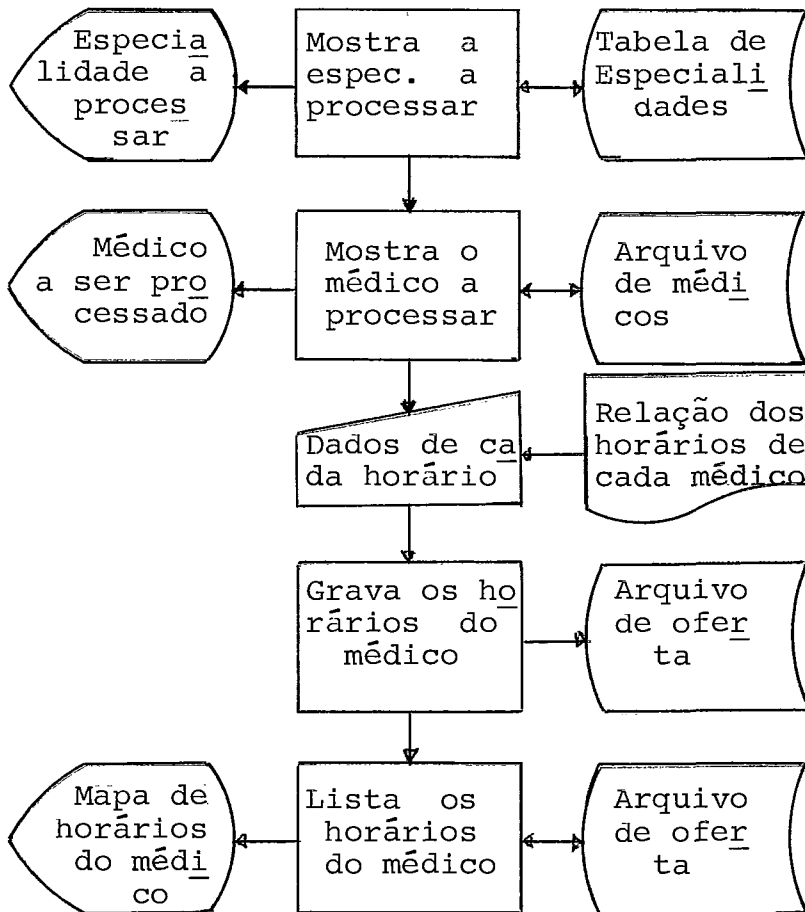 Especia
lidade a
proces
sar
Mostra a
espec. a
processar
Tabela de
Especiali
dades
Médico
a ser pro
cessado
Mostra o
médico a
processar
Arquivo
de médi
cos
Dados de ca
da horário
Relação dos
horários de
cada médico
Grava os ho
rários do
médico
Arquivo
de ofer
ta
Mapa de
horários
do médi
co
Lista os
horários
do médico
Arquivo
de ofer
ta